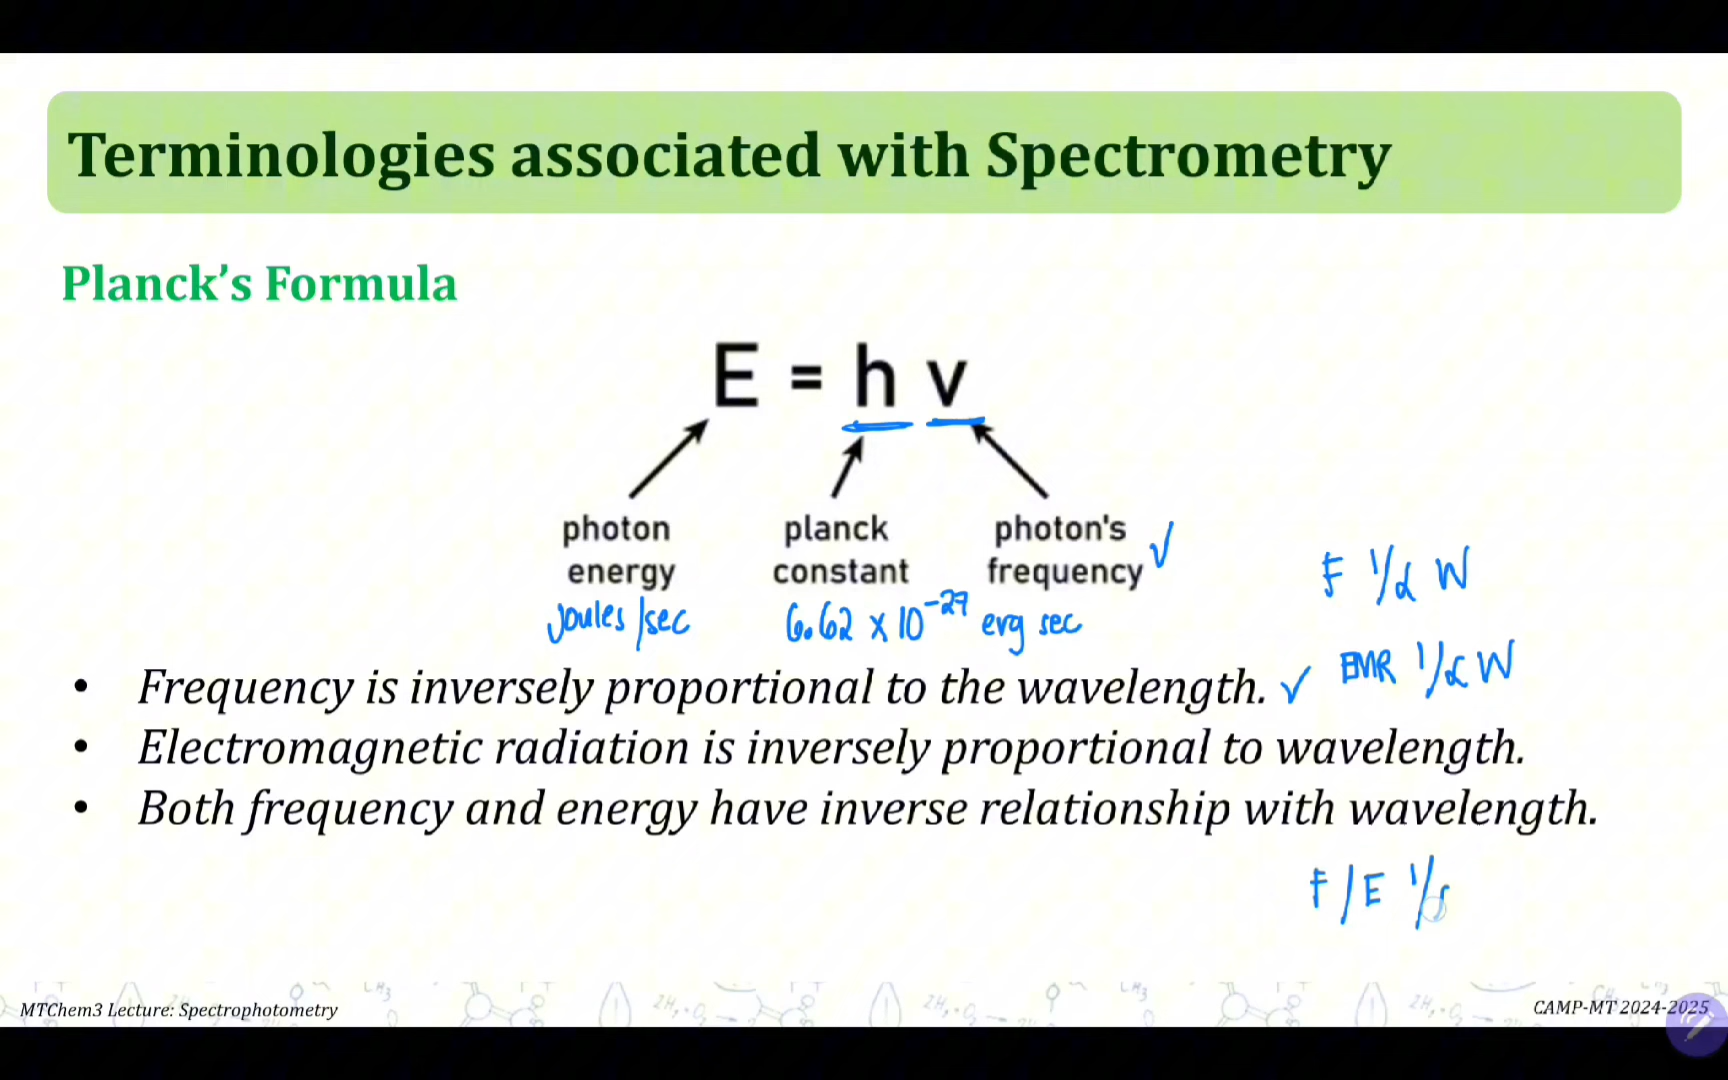 Terminologies associated with Spectrometry
Planck's Formula
E = h v
photon energy
planck constant
photon's frequency ✓
Joules/sec
6.62 x 10⁻²⁷ erg sec
F 1/α W
• Frequency is inversely proportional to the wavelength. ✓
EMR 1/α W
• Electromagnetic radiation is inversely proportional to wavelength.
• Both frequency and energy have inverse relationship with wavelength.
F/E 1/
MTChem3 Lecture: Spectrophotometry
CAMP-MT 2024-2025